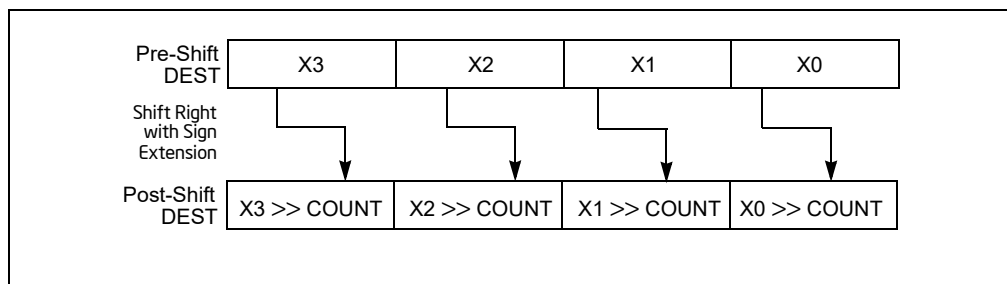 Pre-Shift
DEST
X3 X2 X1 X0
Shift Right
with Sign
Extension
Post-Shift
DEST
X3 >> COUNT X2 >> COUNT X1 >> COUNT X0 >> COUNT